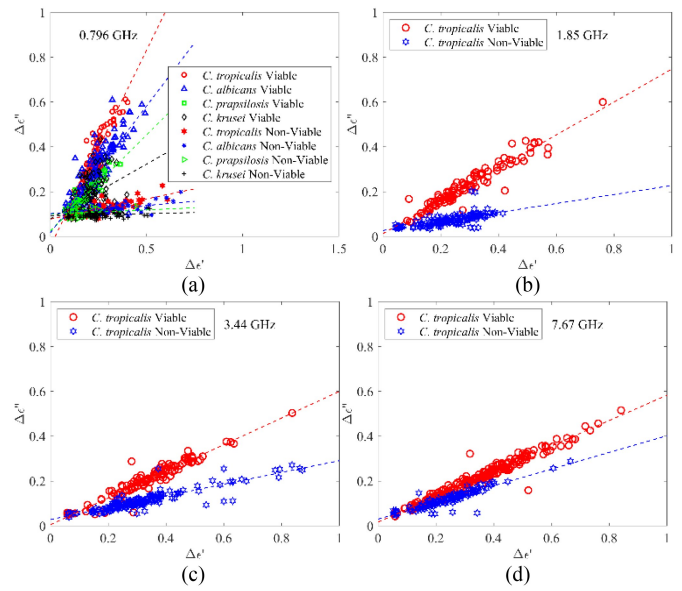 1
0.8
0.6
0.4
0.2
0
Δϵ''
0.796 GHz
C. tropicalis Viable
C. albicans Viable
C. prapsilosis Viable
C. krusei Viable
C. tropicalis Non-Viable
C. albicans Non-Viable
C. prapsilosis Non-Viable
C. krusei Non-Viable
0 0.5 1 1.5
Δϵ'
(a)
1
0.8
0.6
0.4
0.2
0
Δϵ''
C. tropicalis Viable
C. tropicalis Non-Viable
1.85 GHz
0 0.2 0.4 0.6 0.8 1
Δϵ'
(b)
1
0.8
0.6
0.4
0.2
0
Δϵ''
C. tropicalis Viable
C. tropicalis Non-Viable
3.44 GHz
0 0.2 0.4 0.6 0.8 1
Δϵ'
(c)
1
0.8
0.6
0.4
0.2
0
Δϵ''
C. tropicalis Viable
C. tropicalis Non-Viable
7.67 GHz
0 0.2 0.4 0.6 0.8 1
Δϵ'
(d)